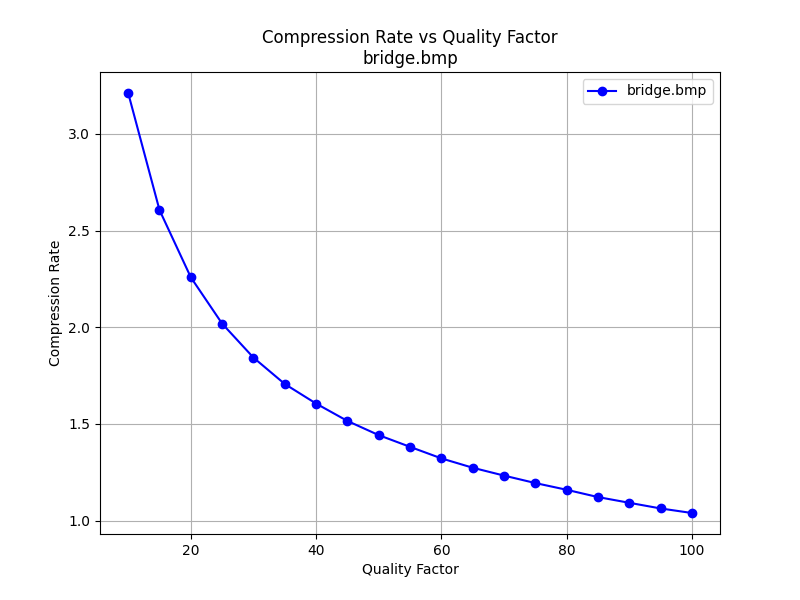 Compression Rate vs Quality Factor
bridge.bmp
bridge.bmp
3.0
2.5
2.0
1.5
1.0
Compression Rate
20 40 60 80 100
Quality Factor